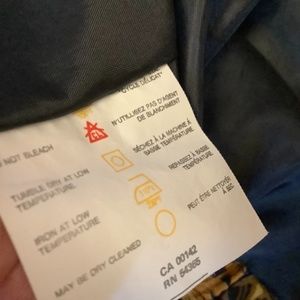 "CYCLE DÉLICAT"
N'UTILISEZ PAS D'AGENT
DE BLANCHIMENT
NOT BLEACH
SÉCHEZ À LA MACHINE À
BASSE TEMPÉRATURE
TUMBLE DRY AT LOW
TEMPERATURE
REPASSEZ À BASSE
TEMPÉRATURE
IRON AT LOW
TEMPERATURE
PEUT ÊTRE NETTOYÉ
À SEC
MAY BE DRY CLEANED
CA 00142
RN 54365